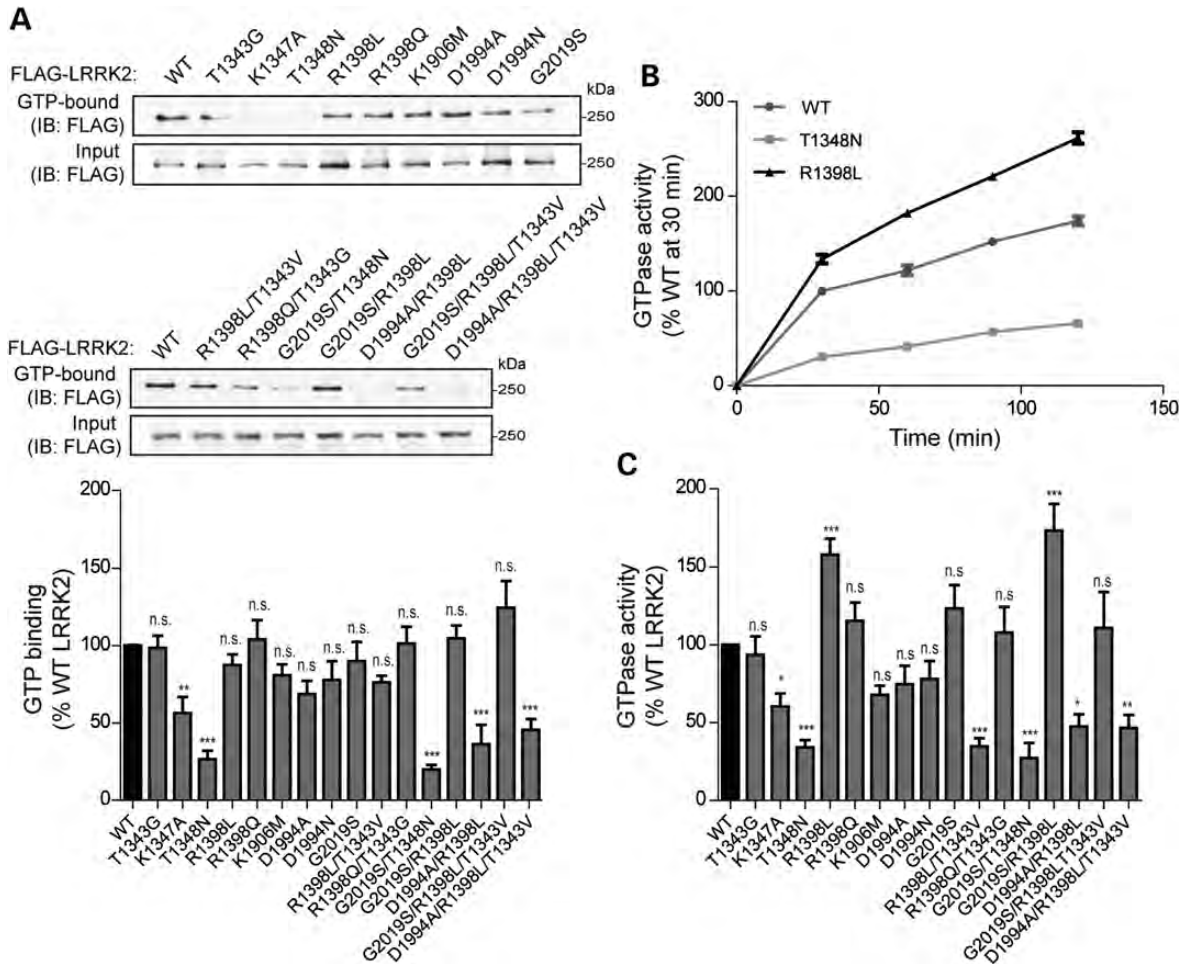 A
FLAG-LRRK2:
WT
T1343G
K1347A
T1348N
R1398L
R1398Q
K1906M
D1994A
D1994N
G2019S
GTP-bound
(IB: FLAG)
kDa
-250
Input
(IB: FLAG)
-250
FLAG-LRRK2:
WT
R1398L/T1343V
R1398Q/T1343G
G2019S/T1348N
G2019S/R1398L
D1994A/R1398L
G2019S/R1398L/T1343V
D1994A/R1398L/T1343V
GTP-bound
(IB: FLAG)
kDa
-250
Input
(IB: FLAG)
-250
GTP binding
(% WT LRRK2)
200
150
100
50
0
n.s.
**
***
n.s.
n.s.
n.s.
n.s.
n.s.
n.s.
n.s.
n.s.
***
n.s.
***
n.s.
***
WT
T1343G
K1347A
T1348N
R1398L
R1398Q
K1906M
D1994A
D1994N
G2019S
R1398L/T1343V
R1398Q/T1343G
G2019S/T1348N
G2019S/R1398L
D1994A/R1398L
G2019S/R1398L/T1343V
D1994A/R1398L/T1343V
B
GTPase activity
(% WT at 30 min)
300
200
100
0
WT
T1348N
R1398L
0
50
100
150
Time (min)
C
GTPase activity
(% WT LRRK2)
200
150
100
50
0
n.s
*
***
***
n.s
n.s
n.s
n.s
n.s
***
n.s
***
***
*
n.s
**
WT
T1343G
K1347A
T1348N
R1398L
R1398Q
K1906M
D1994A
D1994N
G2019S
R1398L/T1343V
R1398Q/T1343G
G2019S/T1348N
G2019S/R1398L
D1994A/R1398L
G2019S/R1398LT1343V
D1994A/R1398L/T1343V